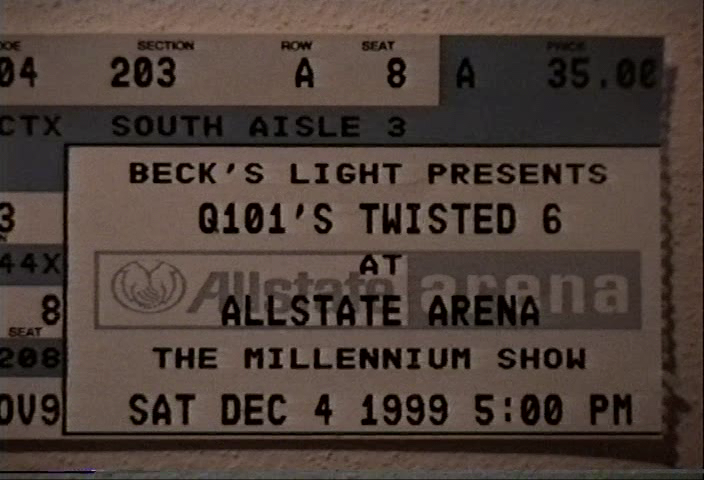 ODE SECTION ROW SEAT PRICE
04 203 A 8 A 35.00
CTX SOUTH AISLE 3
BECK'S LIGHT PRESENTS
3 Q101'S TWISTED 6
44X AT
Allstate arena
8 ALLSTATE ARENA
SEAT
208 THE MILLENNIUM SHOW
OV9 SAT DEC 4 1999 5:00 PM